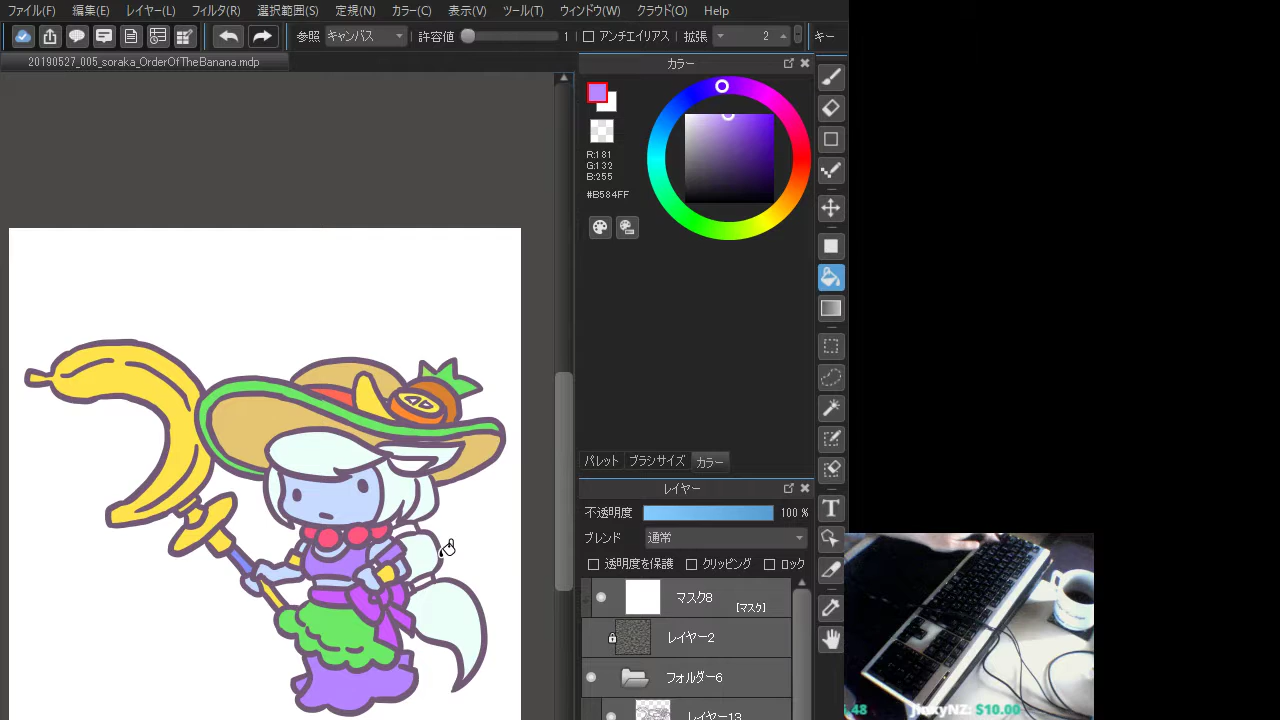 ファイル(F) 編集(E) レイヤー(L) フィルタ(R) 選択範囲(S) 定規(N) カラー(C) 表示(V) ツール(T) ウィンドウ(W) クラウド(O) Help
参照 キャンバス 許容値 1 アンチエイリアス 拡張 2 キー
20190527_005_soraka_OrderOfTheBanana.mdp
カラー
R:181
G:132
B:255
#B584FF
パレット ブラシサイズ カラー
レイヤー
不透明度 100 %
ブレンド 通常
透明度を保護 クリッピング ロック
マスク8
[マスク]
レイヤー2
フォルダー6
レイヤー13
T
.48 JinkyNZ: $10.00